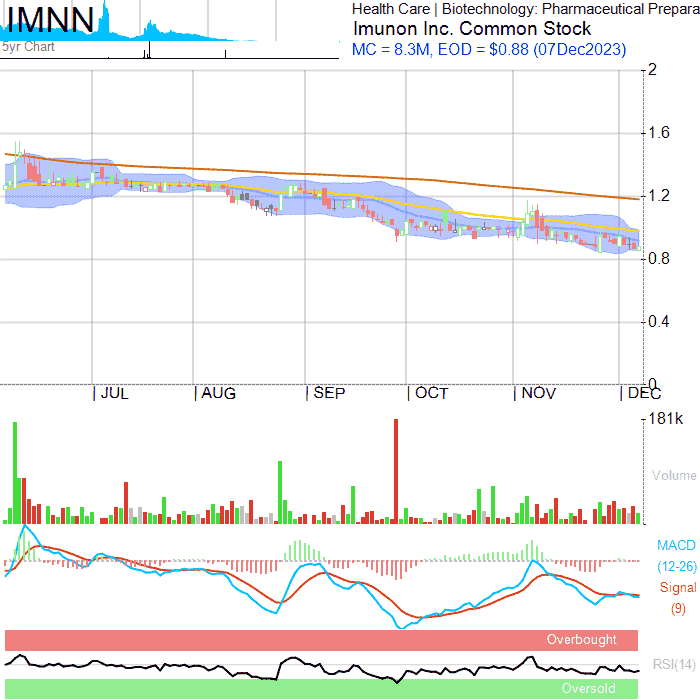 IMNN
5yr Chart
Health Care | Biotechnology: Pharmaceutical Prepara
Imunon Inc. Common Stock
MC = 8.3M, EOD = $0.88 (07Dec2023)
2
1.6
1.2
0.8
0.4
0
JUL AUG SEP OCT NOV DEC
181k
Volume
MACD
(12-26)
Signal
(9)
Overbought
RSI(14)
Oversold